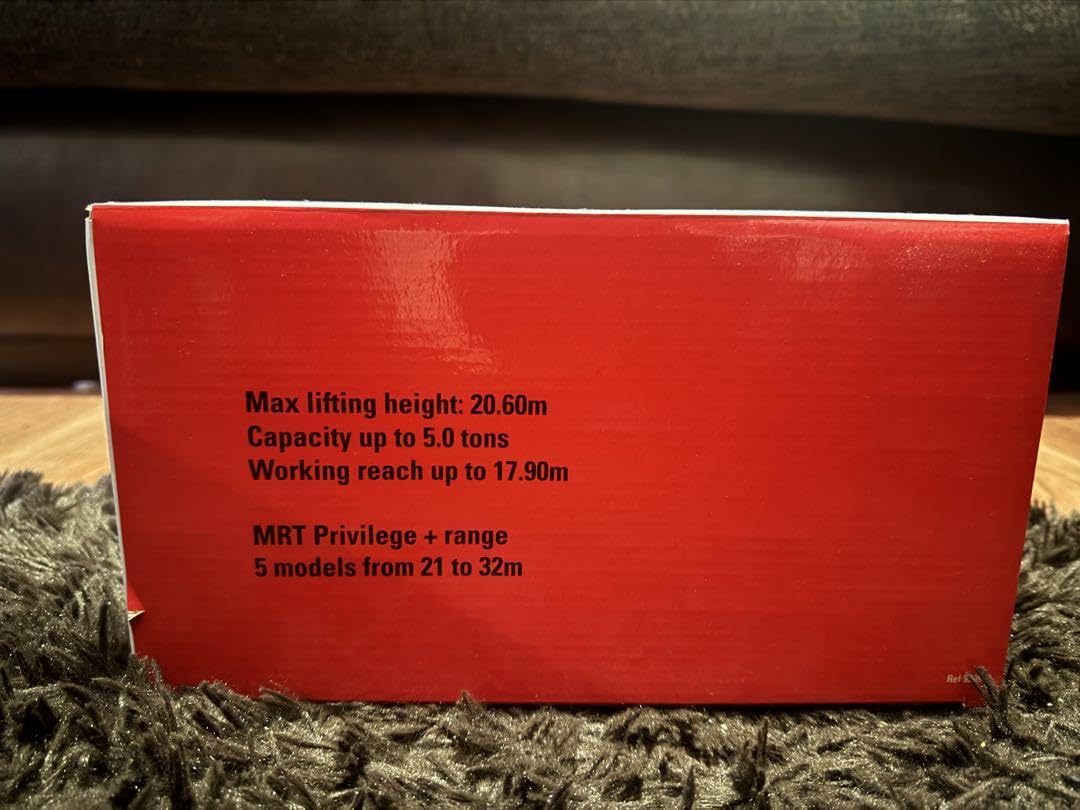 Max lifting height: 20.60m
Capacity up to 5.0 tons
Working reach up to 17.90m
MRT Privilege + range
5 models from 21 to 32m
Ref